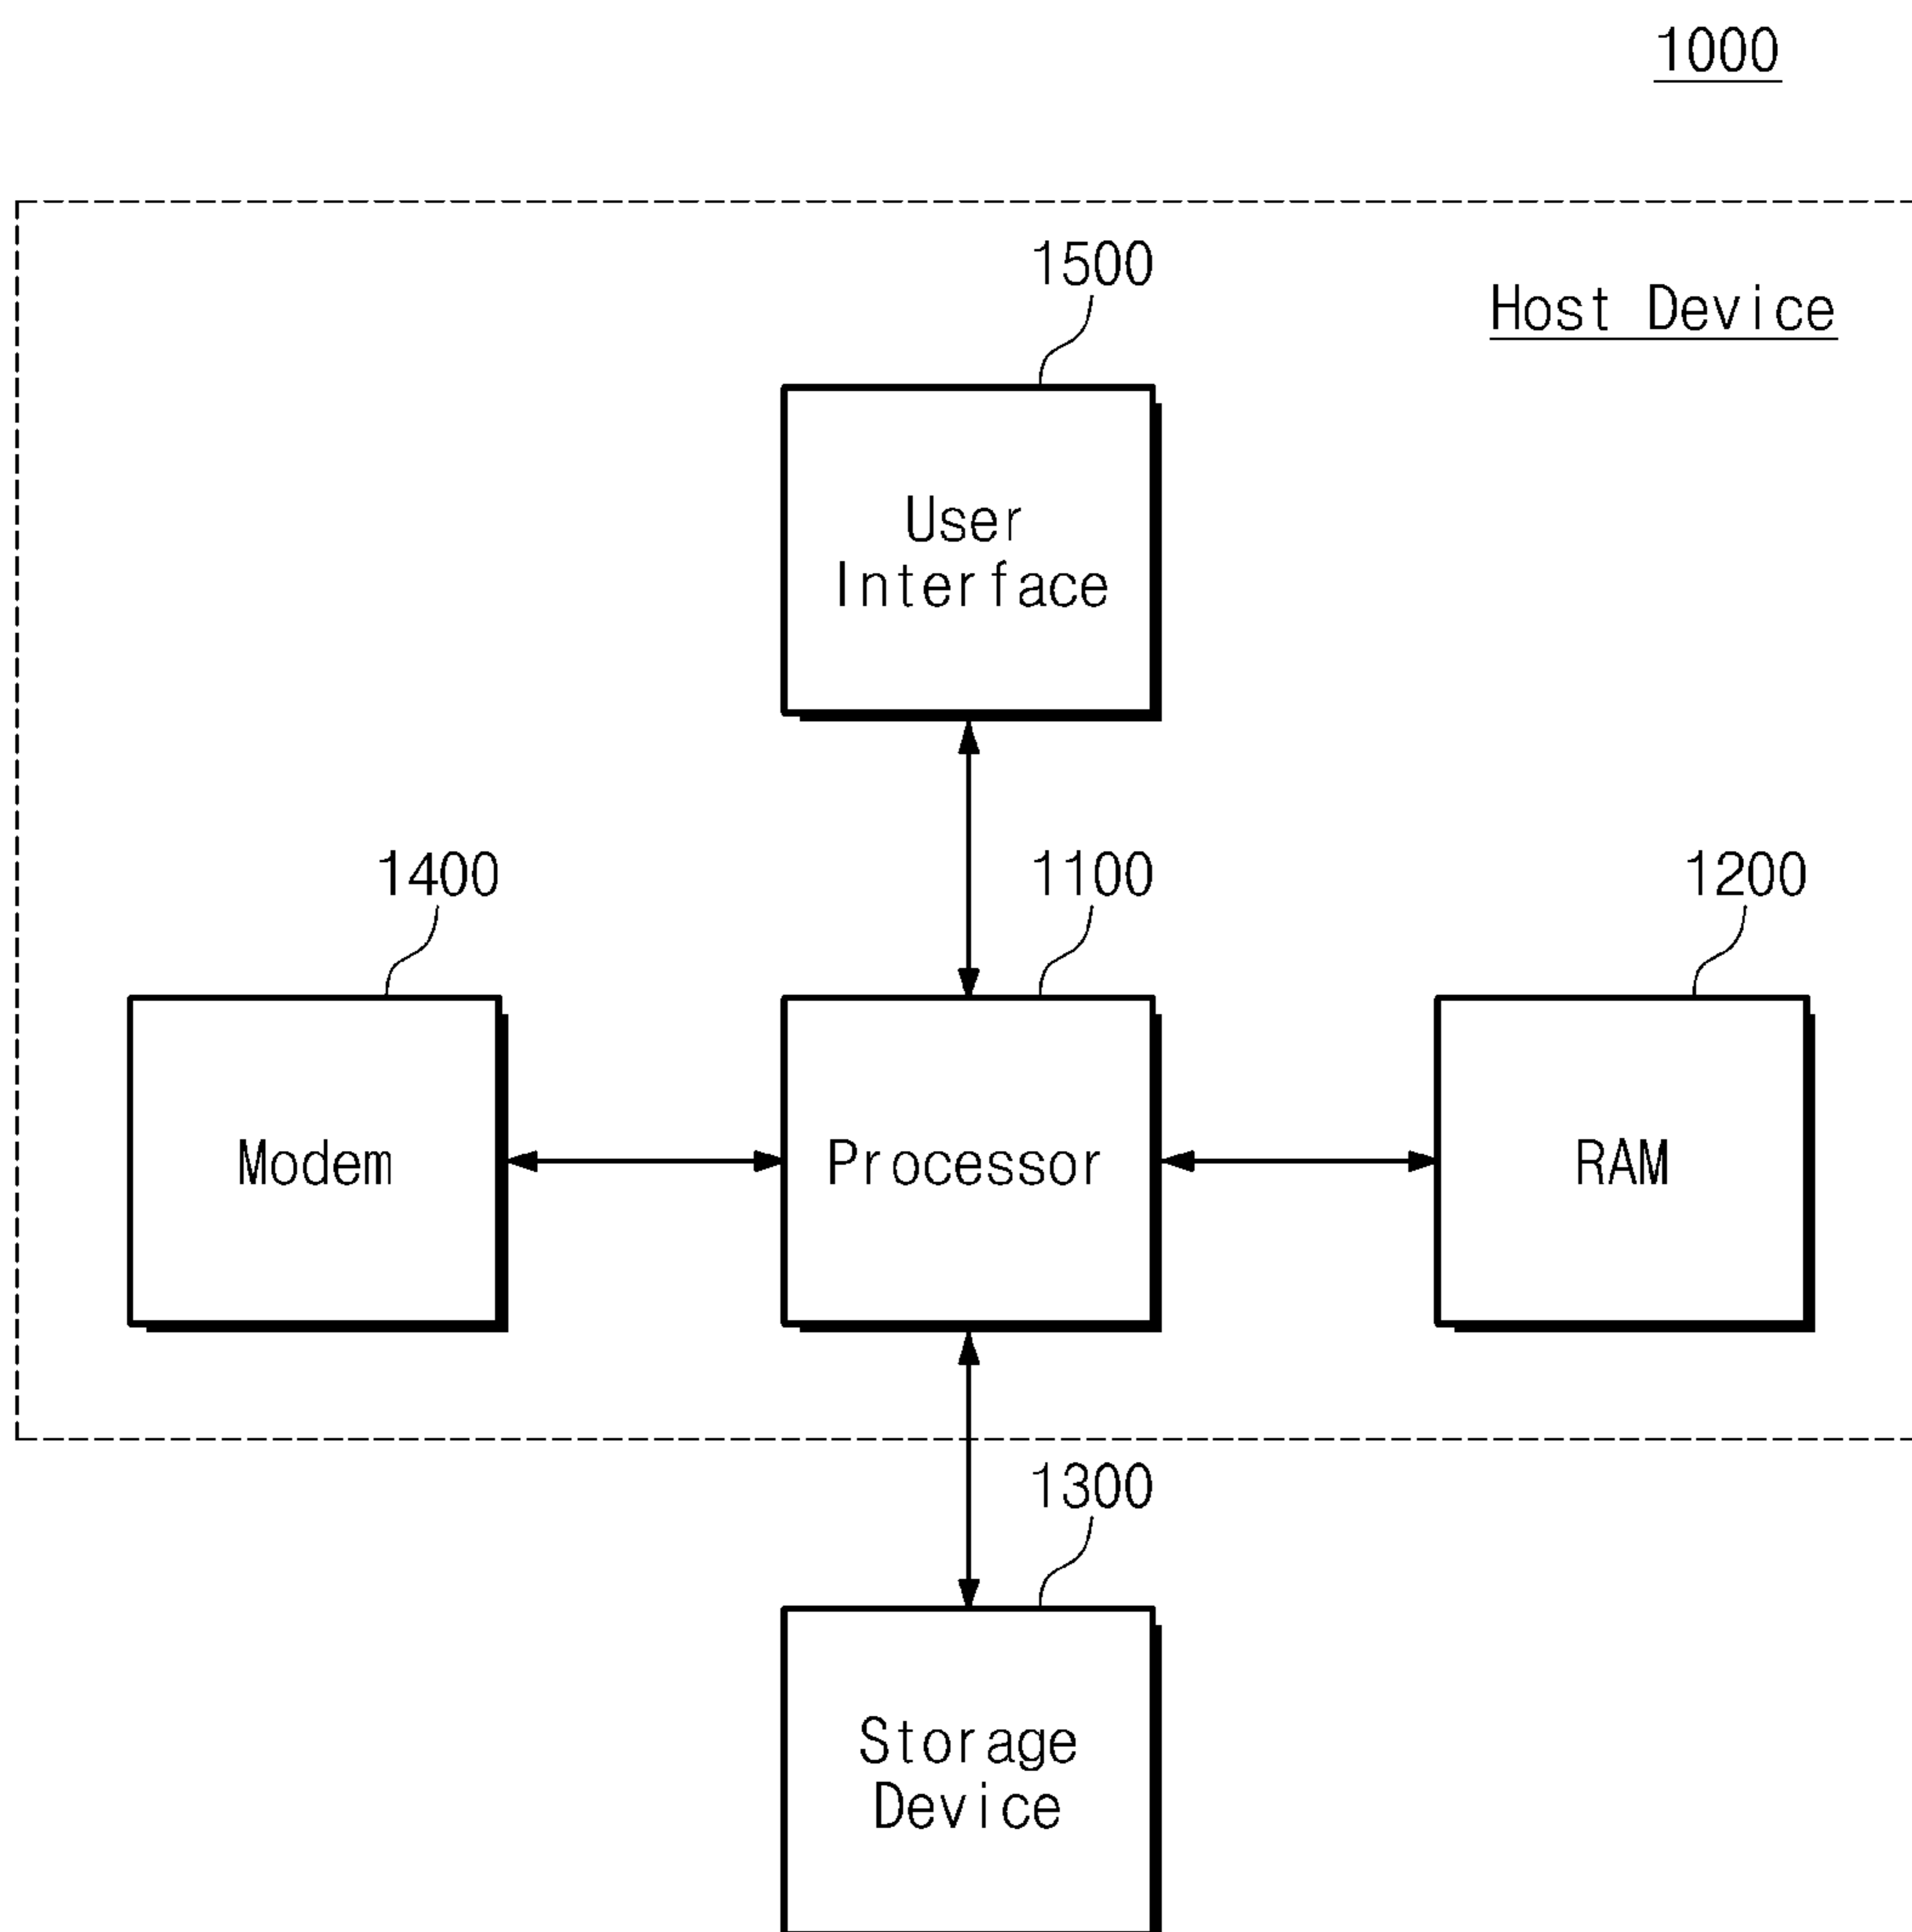 1000
1500
Host Device
User
Interface
1400
1100
1200
Modem
Processor
RAM
1300
Storage
Device